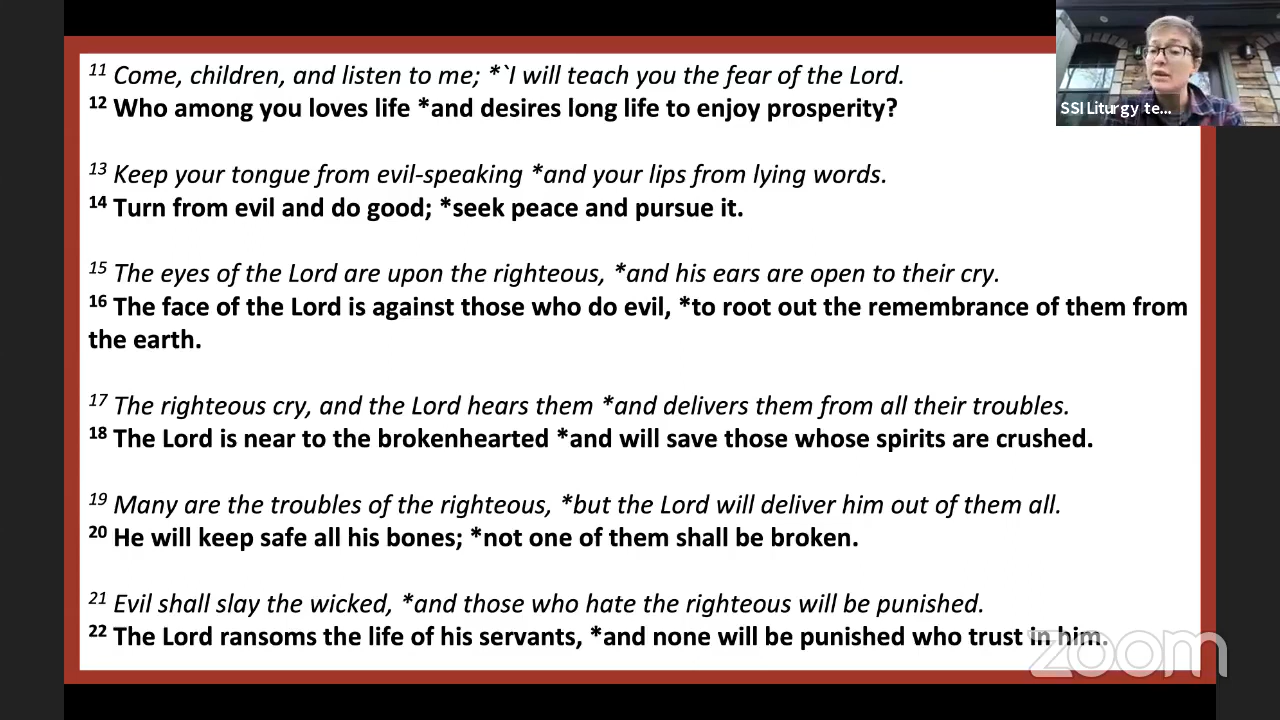 11 Come, children, and listen to me; *`I will teach you the fear of the Lord.
12 Who among you loves life *and desires long life to enjoy prosperity?
13 Keep your tongue from evil-speaking *and your lips from lying words.
14 Turn from evil and do good; *seek peace and pursue it.
15 The eyes of the Lord are upon the righteous, *and his ears are open to their cry.
16 The face of the Lord is against those who do evil, *to root out the remembrance of them from
the earth.
17 The righteous cry, and the Lord hears them *and delivers them from all their troubles.
18 The Lord is near to the brokenhearted *and will save those whose spirits are crushed.
19 Many are the troubles of the righteous, *but the Lord will deliver him out of them all.
20 He will keep safe all his bones; *not one of them shall be broken.
21 Evil shall slay the wicked, *and those who hate the righteous will be punished.
22 The Lord ransoms the life of his servants, *and none will be punished who trust in him.
SSI Liturgy te...
zoom